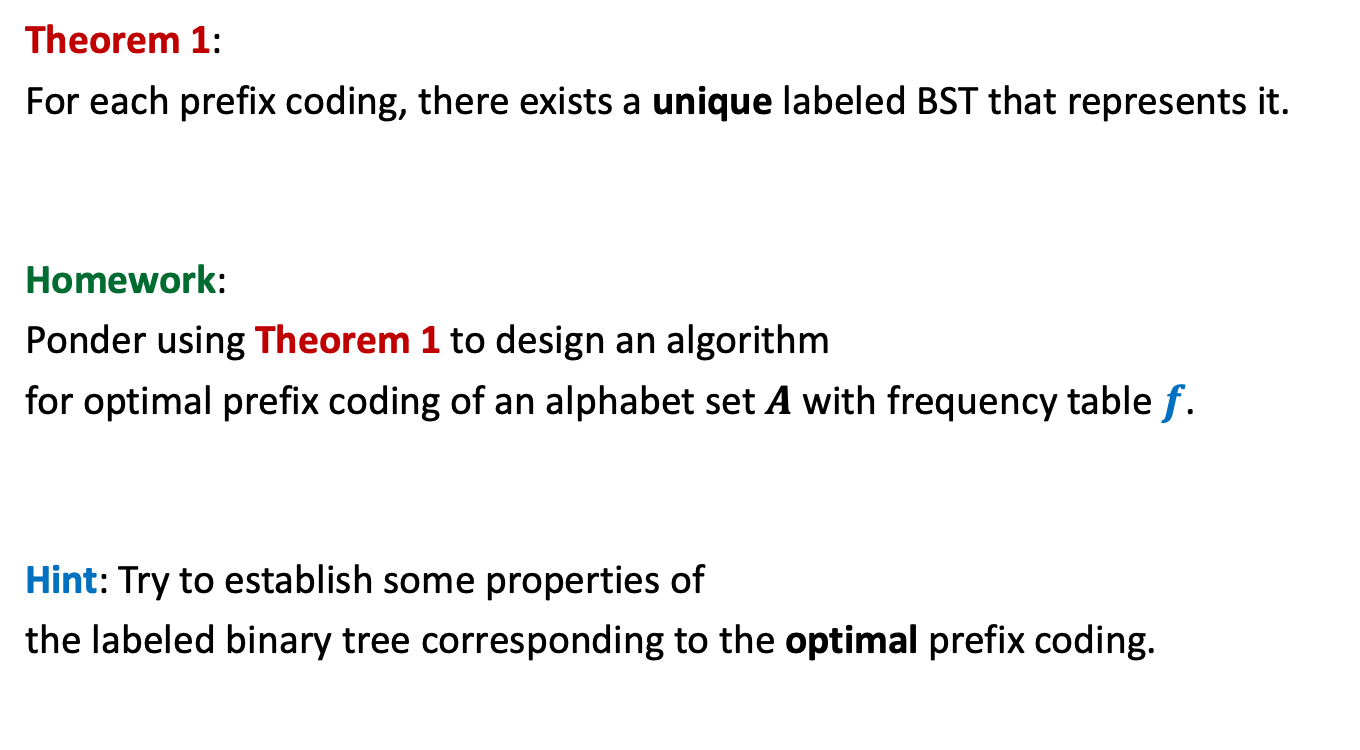 Theorem 1:
For each prefix coding, there exists a unique labeled BST that represents it.
Homework:
Ponder using Theorem 1 to design an algorithm
for optimal prefix coding of an alphabet set A with frequency table f.
Hint: Try to establish some properties of
the labeled binary tree corresponding to the optimal prefix coding.